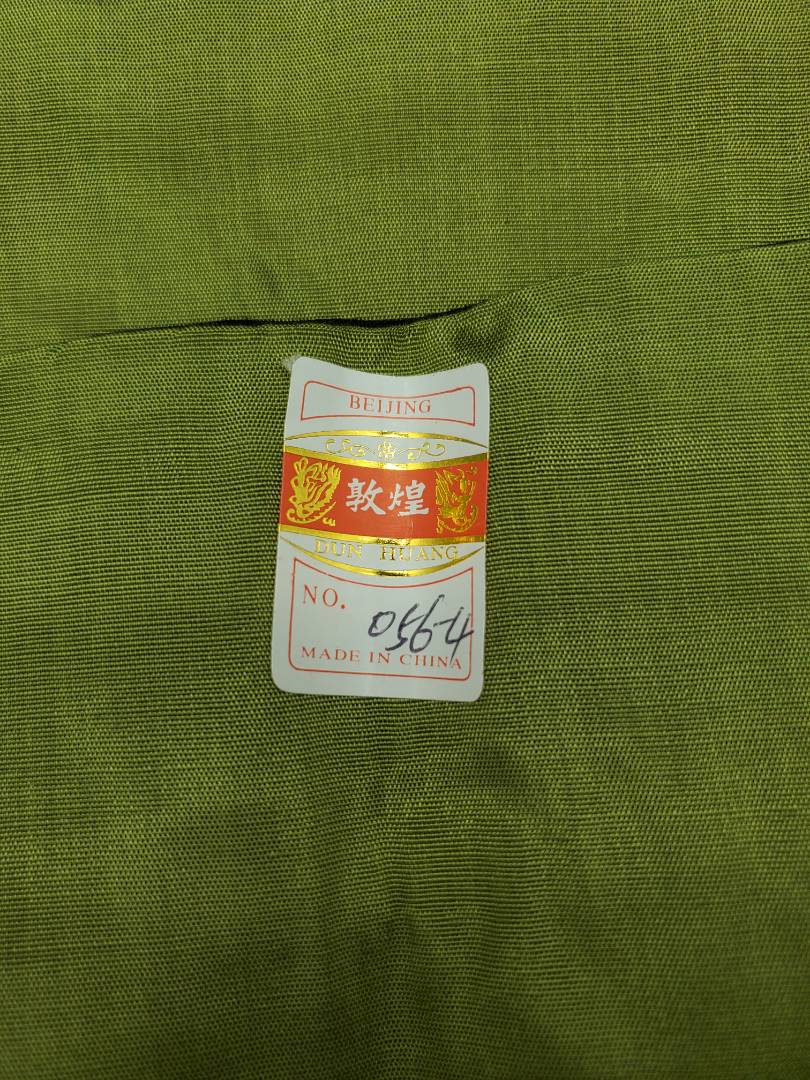 BEIJING
敦煌
DUN HUANG
NO. 0564
MADE IN CHINA